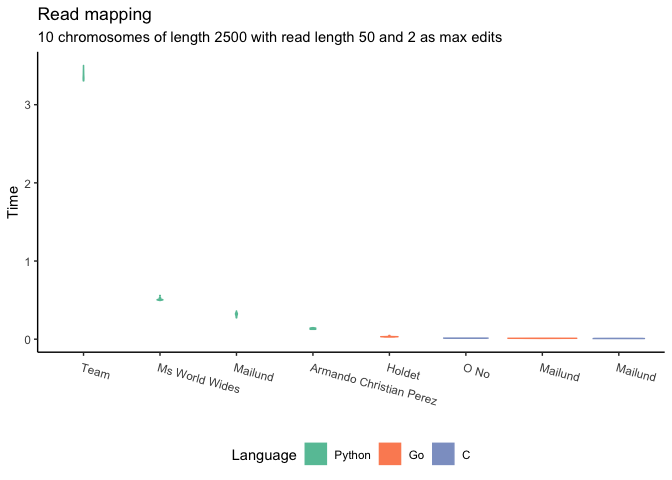 Read mapping
10 chromosomes of length 2500 with read length 50 and 2 as max edits
3
2
1
0
Time
Team
Ms World Wides
Mailund
Armando Christian Perez
Holdet
O No
Mailund
Mailund
Language Python Go C